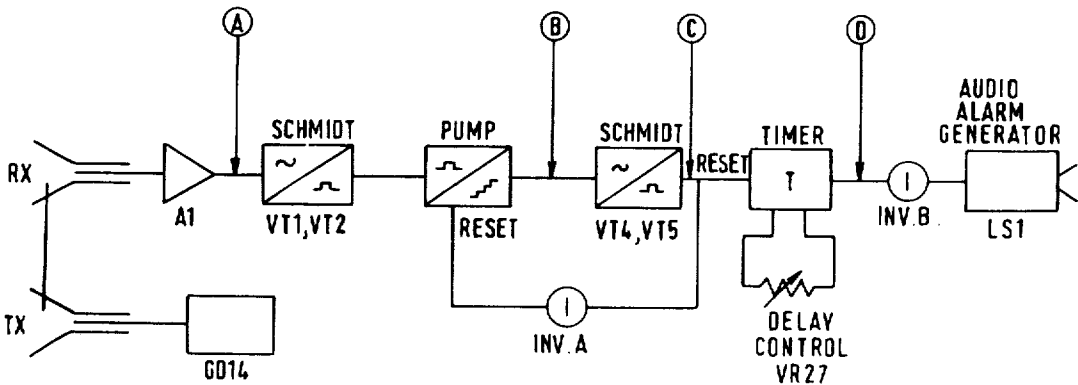 A
B
C
D
SCHMIDT
PUMP
SCHMIDT
RESET
TIMER
AUDIO
ALARM
GENERATOR
RX
A1
VT1,VT2
RESET
VT4,VT5
T
I
INV.B
LS1
TX
GD14
I
INV.A
DELAY
CONTROL
VR27